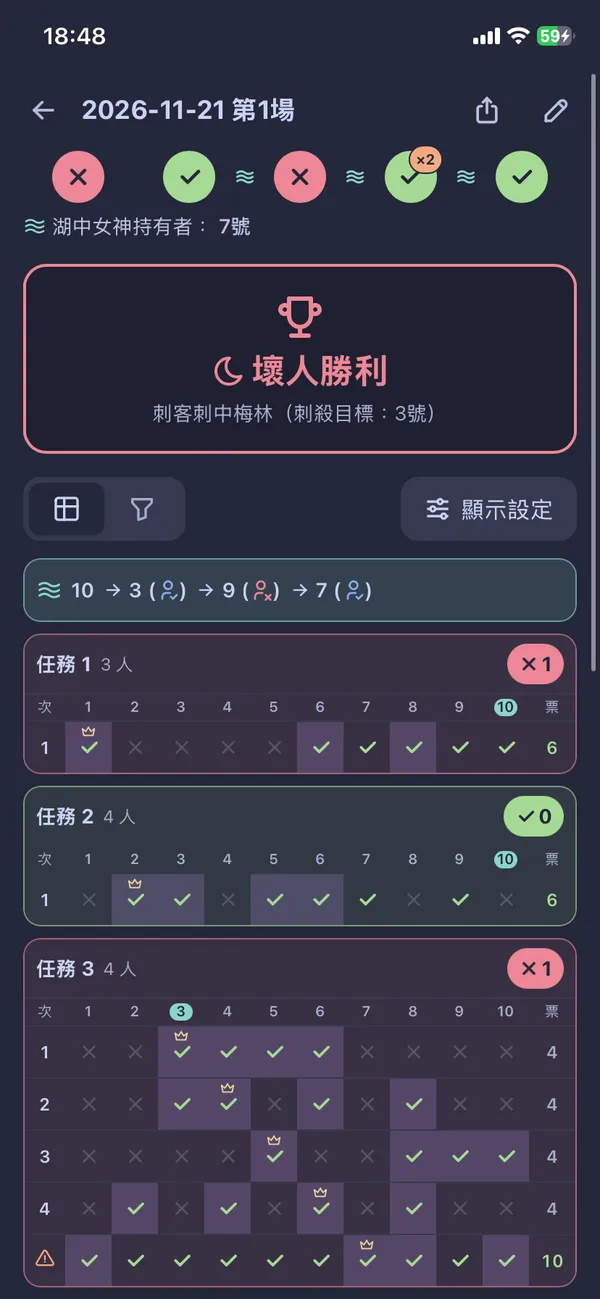 18:48
59
2026-11-21 第1場
×2
湖中女神持有者： 7號
壞人勝利
刺客刺中梅林（刺殺目標：3號）
顯示設定
10 → 3 ( ) → 9 ( ) → 7 ( )
任務 1 3 人 ×1
次 1 2 3 4 5 6 7 8 9 10 票
1 ✓ × × × × ✓ ✓ ✓ ✓ ✓ 6
任務 2 4 人 ✓0
次 1 2 3 4 5 6 7 8 9 10 票
1 × ✓ ✓ × ✓ ✓ ✓ × ✓ × 6
任務 3 4 人 ×1
次 1 2 3 4 5 6 7 8 9 10 票
1 × × ✓ ✓ ✓ ✓ × × × × 4
2 × × ✓ ✓ × ✓ × ✓ × × 4
3 × × × × ✓ × × ✓ ✓ ✓ 4
4 × ✓ × ✓ × ✓ × ✓ × × 4
✓ ✓ ✓ ✓ ✓ ✓ ✓ ✓ ✓ ✓ 10